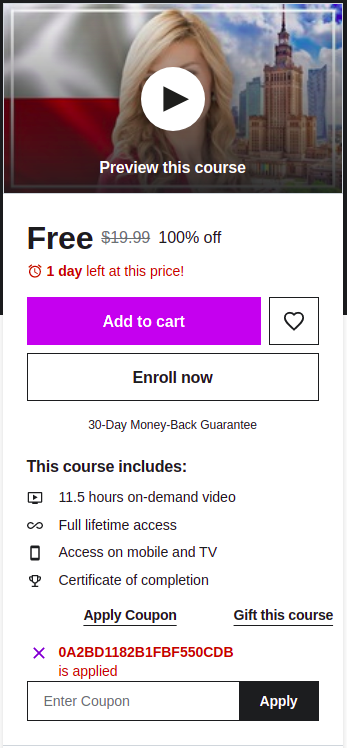 Preview this course
Free $19.99 100% off
1 day left at this price!
Add to cart
Enroll now
30-Day Money-Back Guarantee
This course includes:
11.5 hours on-demand video
Full lifetime access
Access on mobile and TV
Certificate of completion
Apply Coupon Gift this course
0A2BD1182B1FBF550CDB
is applied
Enter Coupon Apply